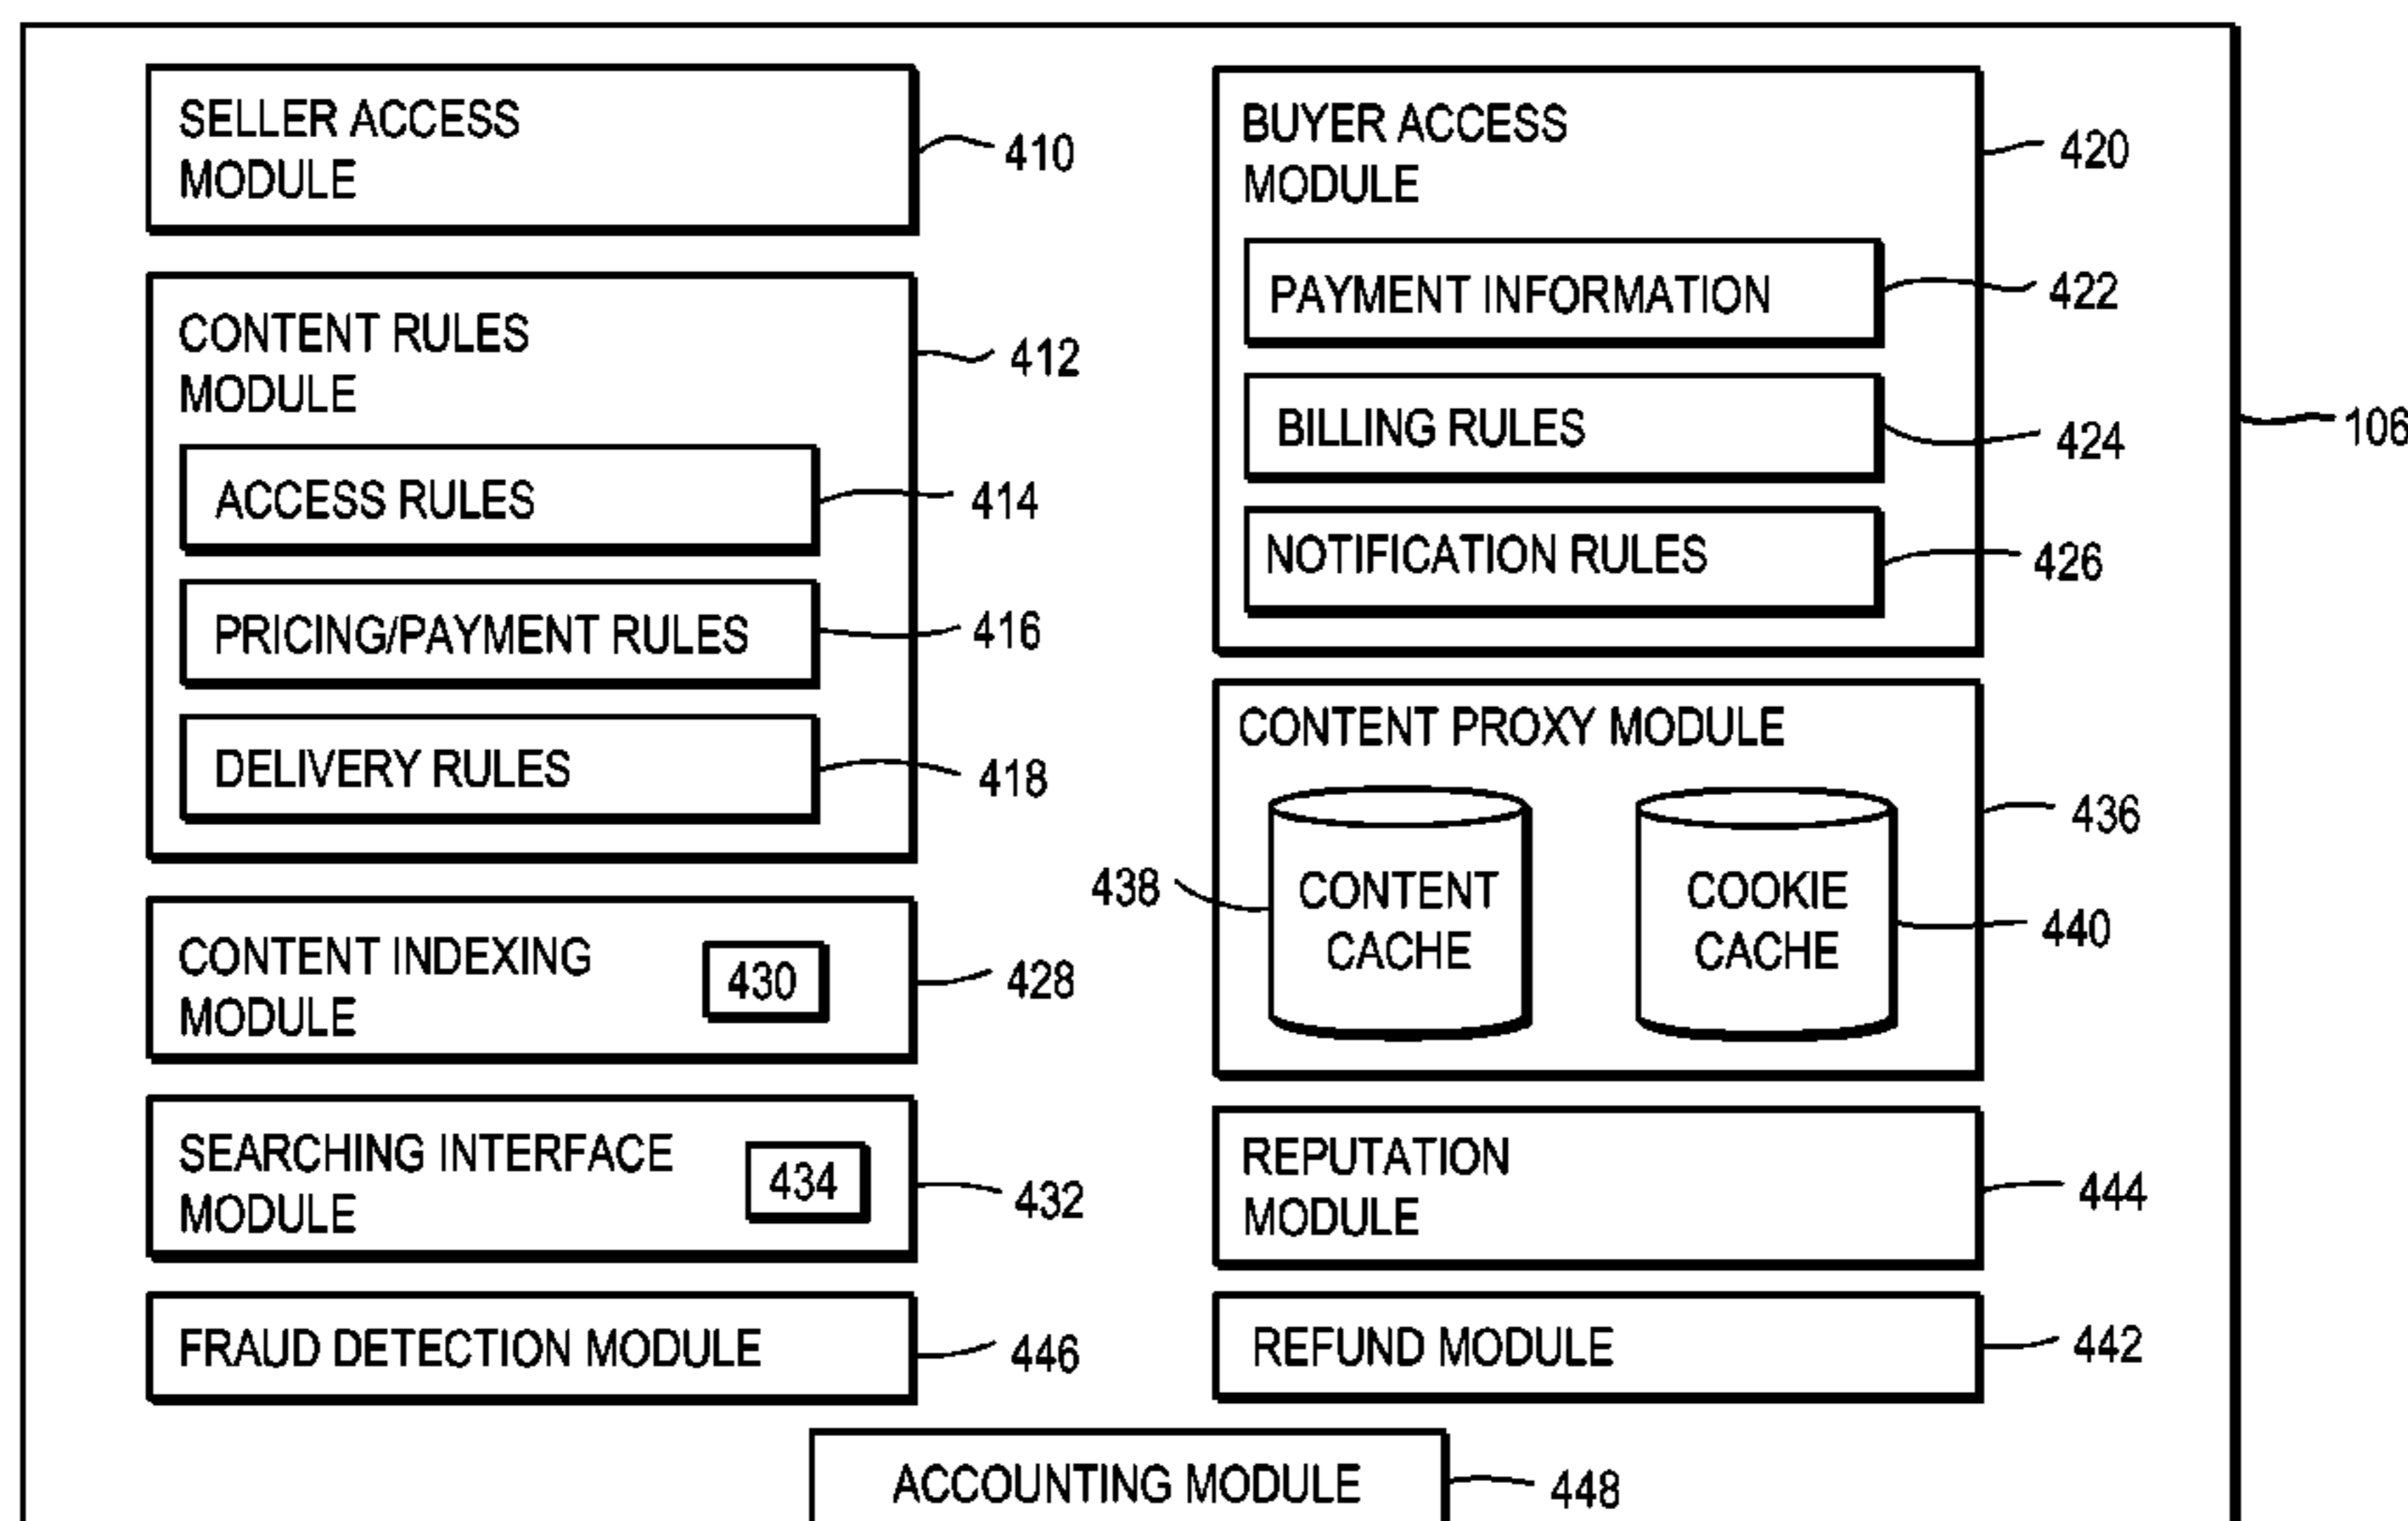 SELLER ACCESS
MODULE
410
CONTENT RULES
MODULE
412
ACCESS RULES
414
PRICING/PAYMENT RULES
416
DELIVERY RULES
418
CONTENT INDEXING
MODULE
430
428
SEARCHING INTERFACE
MODULE
434
432
FRAUD DETECTION MODULE
446
BUYER ACCESS
MODULE
420
PAYMENT INFORMATION
422
BILLING RULES
424
NOTIFICATION RULES
426
106
CONTENT PROXY MODULE
436
438
CONTENT
CACHE
COOKIE
CACHE
440
REPUTATION
MODULE
444
REFUND MODULE
442
ACCOUNTING MODULE
448